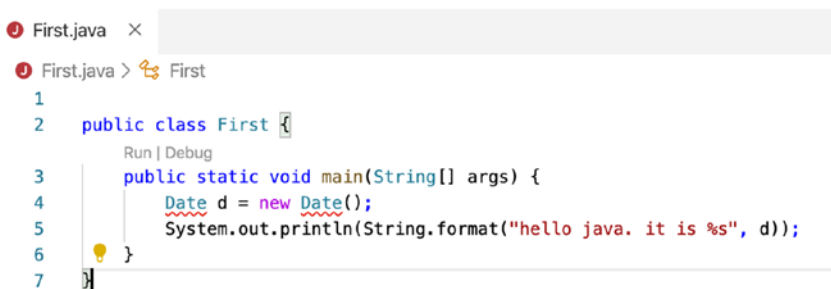 First.java ×
First.java > First
1
2 public class First {
Run | Debug
3 public static void main(String[] args) {
4 Date d = new Date();
5 System.out.println(String.format("hello java. it is %s", d));
6 }
7 }